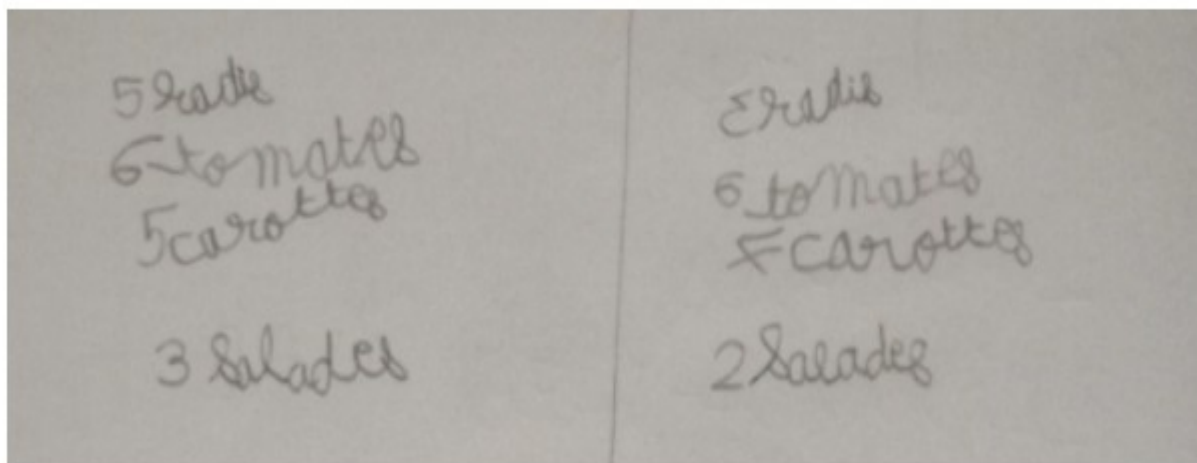 5 radis
6 tomates
5 carottes
3 salades
radis
6 tomates
carottes
2 salades